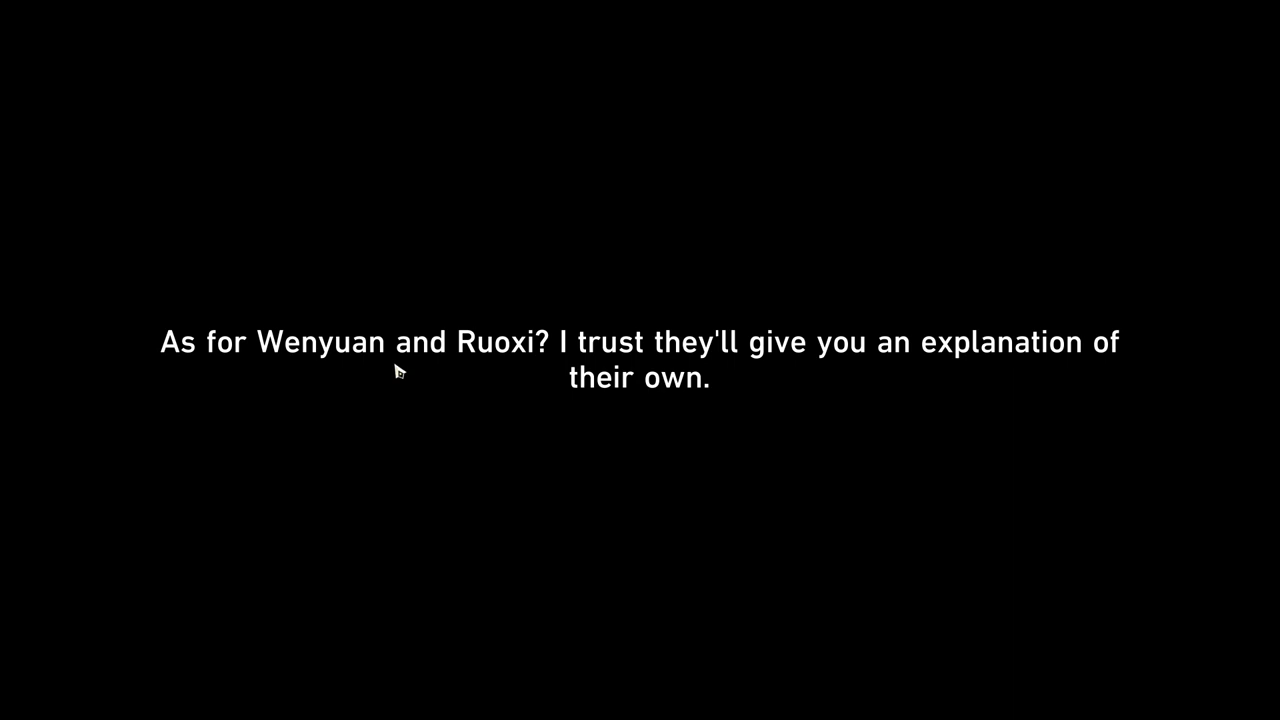 As for Wenyuan and Ruoxi? I trust they'll give you an explanation of
their own.